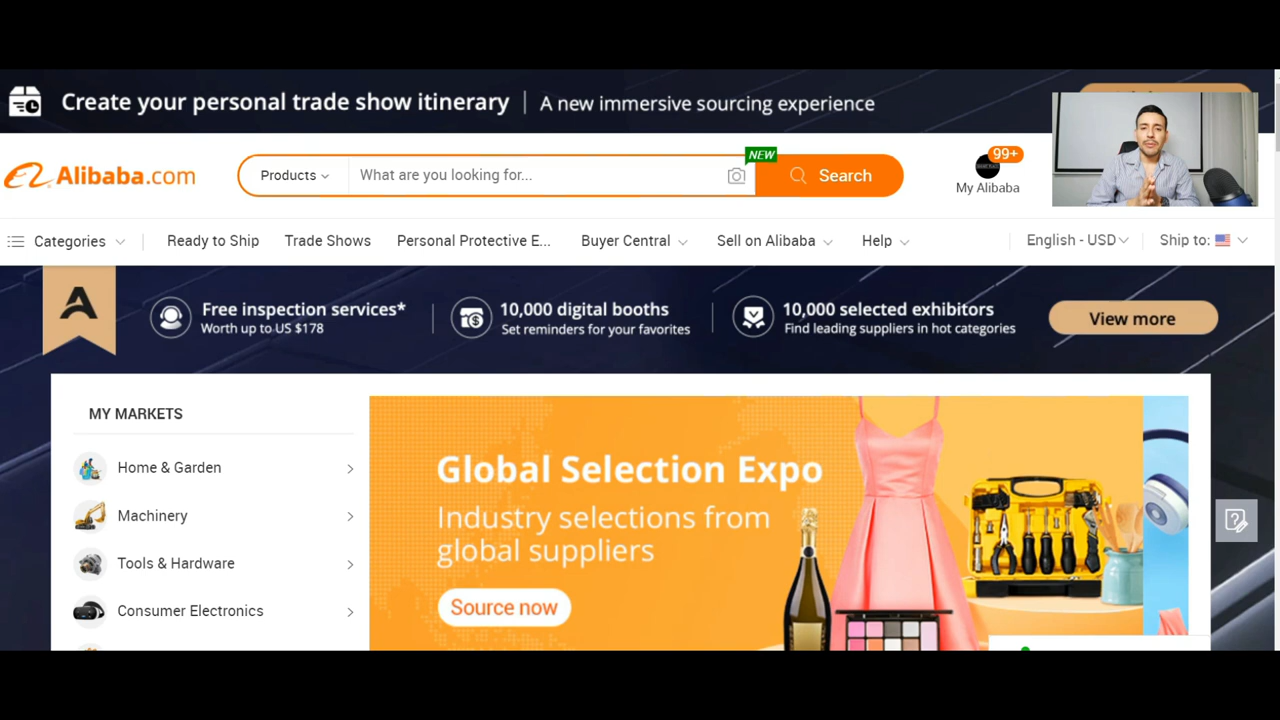 Create your personal trade show itinerary | A new immersive sourcing experience
Alibaba.com
Products
What are you looking for...
NEW
Search
99+
My Alibaba
Categories
Ready to Ship
Trade Shows
Personal Protective E...
Buyer Central
Sell on Alibaba
Help
English - USD
Ship to:
A
Free inspection services*
Worth up to US $178
10,000 digital booths
Set reminders for your favorites
10,000 selected exhibitors
Find leading suppliers in hot categories
View more
MY MARKETS
Home & Garden
Machinery
Tools & Hardware
Consumer Electronics
Global Selection Expo
Industry selections from
global suppliers
Source now